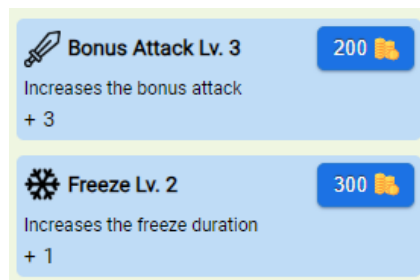 Bonus Attack Lv. 3
200
Increases the bonus attack
+ 3
Freeze Lv. 2
300
Increases the freeze duration
+ 1